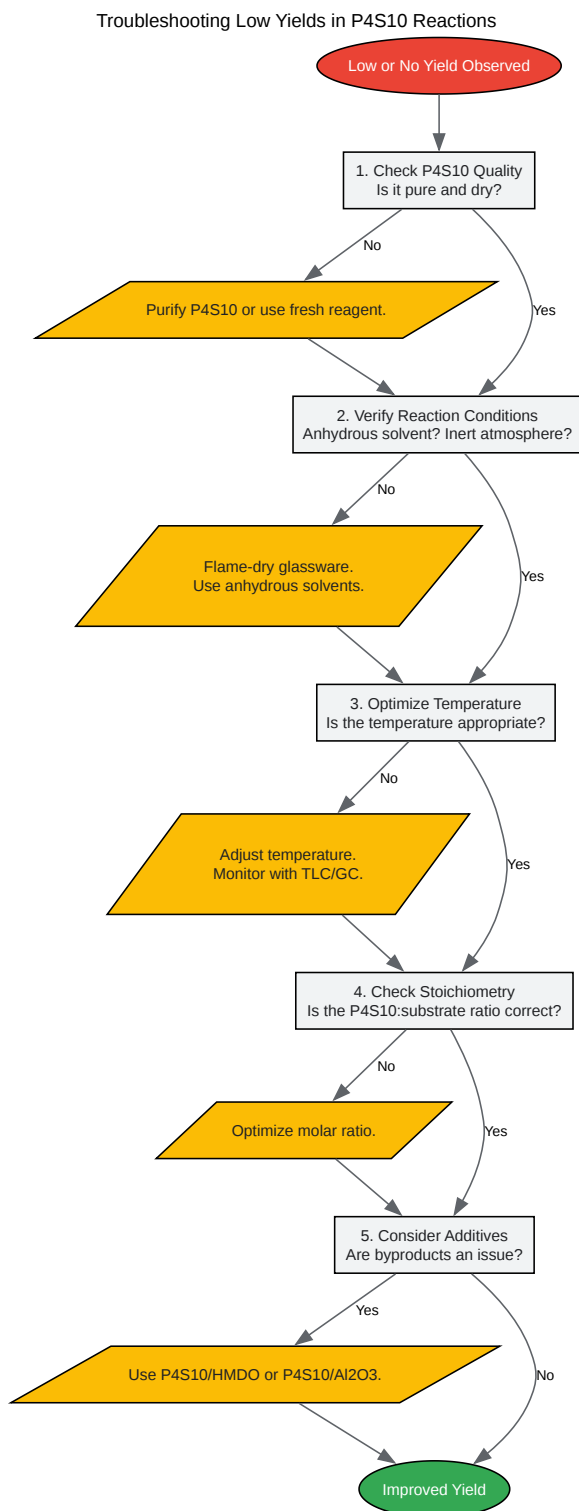 Troubleshooting Low Yields in P4S10 Reactions
Low or No Yield Observed
1. Check P4S10 Quality
Is it pure and dry?
No
Yes
Purify P4S10 or use fresh reagent.
2. Verify Reaction Conditions
Anhydrous solvent? Inert atmosphere?
No
Yes
Flame-dry glassware.
Use anhydrous solvents.
3. Optimize Temperature
Is the temperature appropriate?
No
Yes
Adjust temperature.
Monitor with TLC/GC.
4. Check Stoichiometry
Is the P4S10:substrate ratio correct?
No
Yes
Optimize molar ratio.
5. Consider Additives
Are byproducts an issue?
Yes
No
Use P4S10/HMDO or P4S10/Al2O3.
Improved Yield